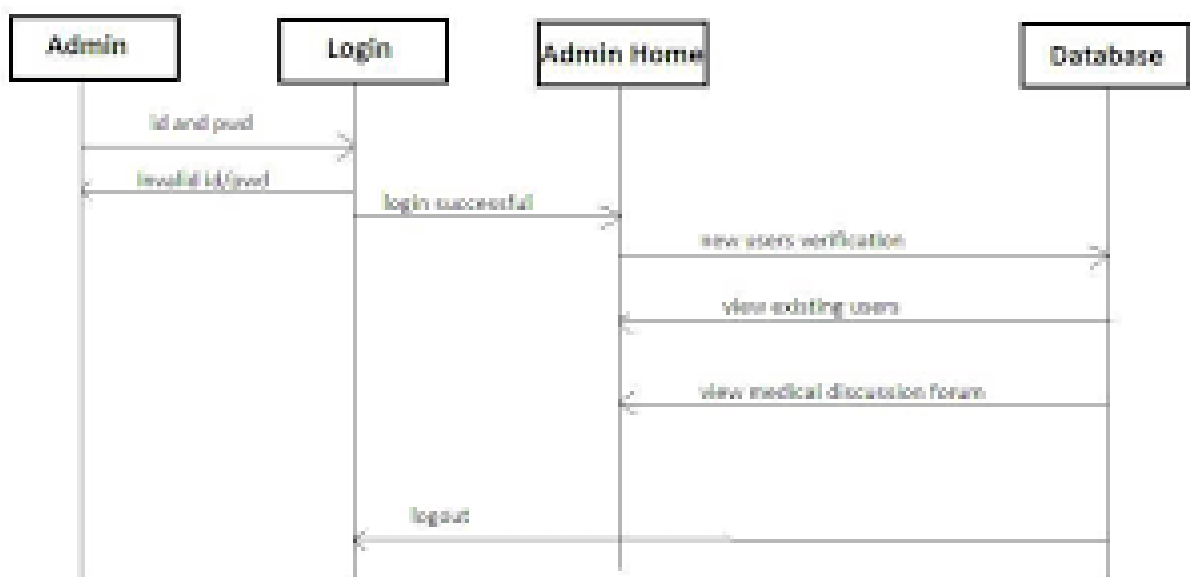 Admin
Login
Admin Home
Database
id and pwd
invalid id/pwd
login successful
new users verification
view existing users
view medical discussion forum
logout